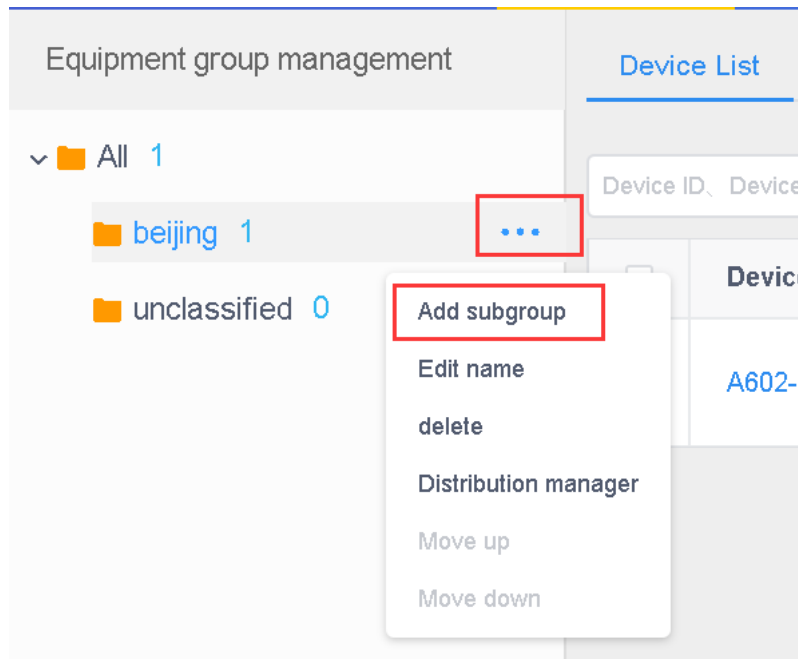 Equipment group management
Device List
All 1
Device ID、Device
beijing 1
unclassified 0
Add subgroup
Edit name
delete
Distribution manager
Move up
Move down
Devic
A602-